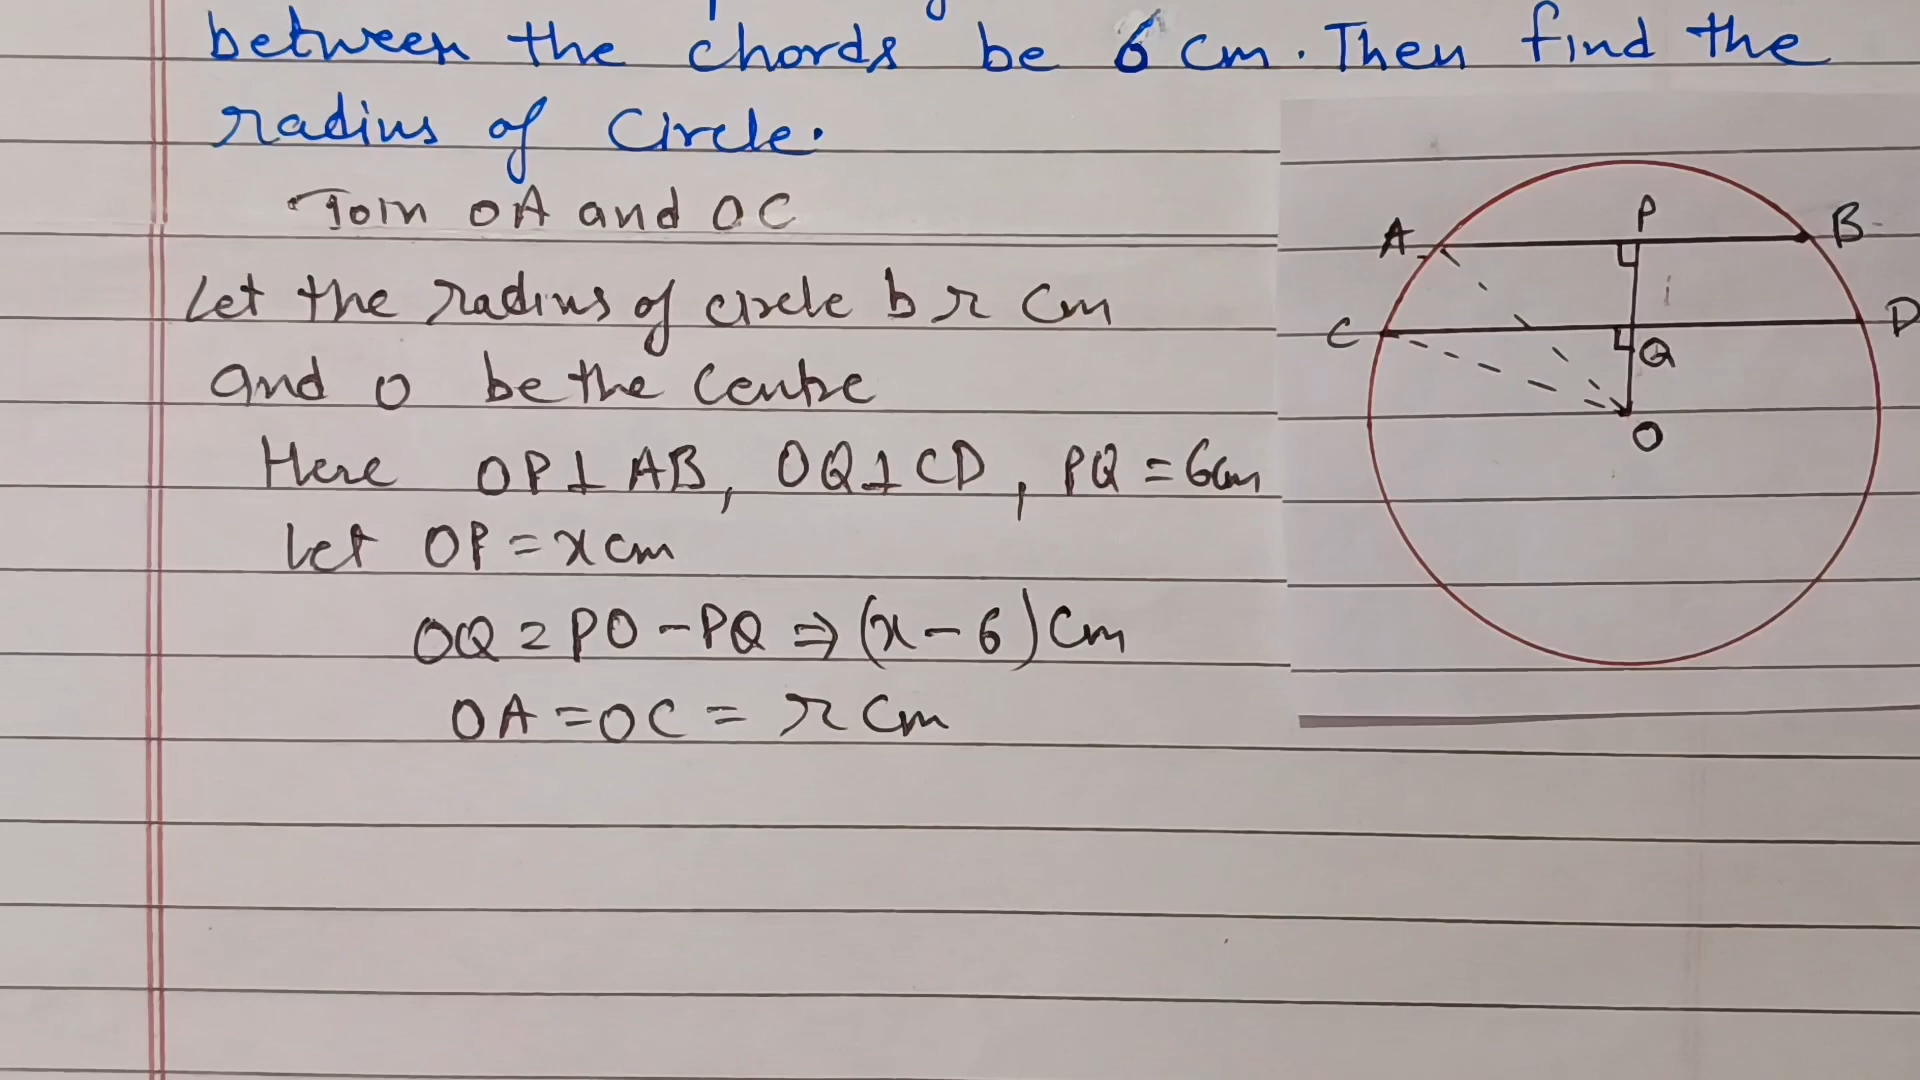 between the chords be 6 cm. Then find the
radius of Circle.
Join OA and OC
Let the radius of circle b r cm
and O be the Centre
Here OP⊥AB, OQ⊥CD, PQ = 6cm
Let OP = x cm
OQ = PO - PQ ⇒ (x - 6) Cm
OA = OC = r Cm
P
A
B
C
D
Q
O